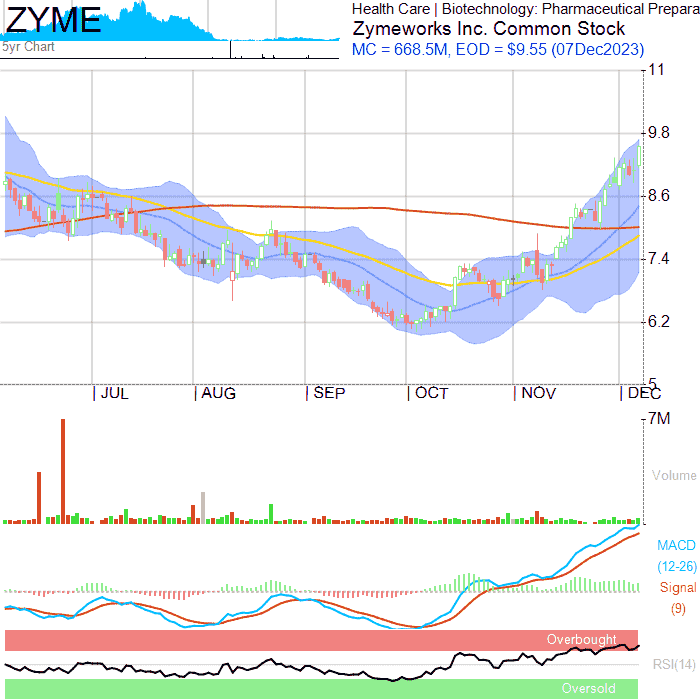 ZYME
5yr Chart
Health Care | Biotechnology: Pharmaceutical Prepara
Zymeworks Inc. Common Stock
MC = 668.5M, EOD = $9.55 (07Dec2023)
11
9.8
8.6
7.4
6.2
5
JUL AUG SEP OCT NOV DEC
7M
Volume
MACD
(12-26)
Signal
(9)
Overbought
RSI(14)
Oversold